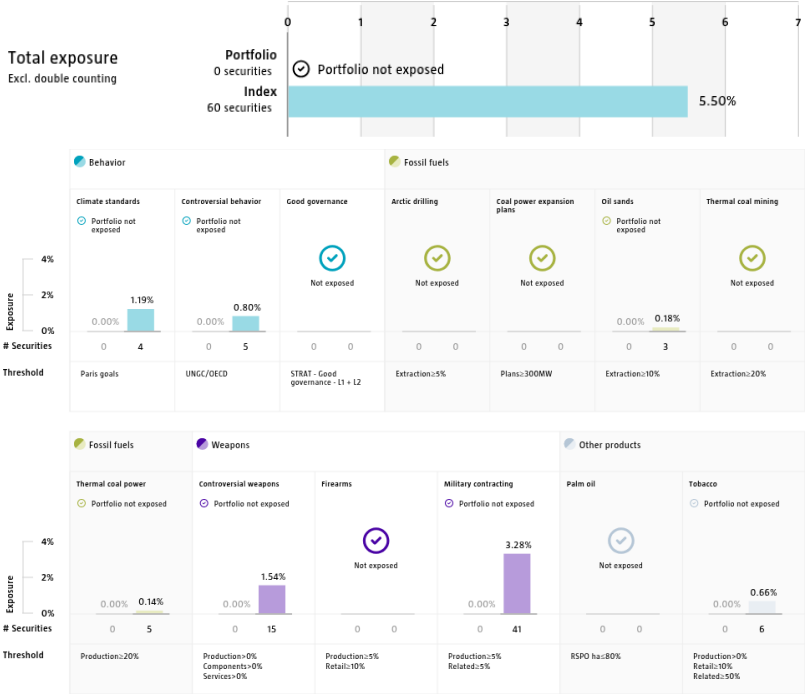 0 1 2 3 4 5 6 7
Total exposure
Excl. double counting
Portfolio
0 securities
Portfolio not exposed
Index
60 securities
5.50%
Behavior
Fossil fuels
Climate standards
Controversial behavior
Good governance
Arctic drilling
Coal power expansion
plans
Oil sands
Thermal coal mining
Portfolio not
exposed
Portfolio not
exposed
Portfolio not
exposed
Not exposed
Not exposed
Not exposed
Not exposed
Exposure
4%
2%
0%
0.00% 1.19%
0.00% 0.80%
0.00% 0.18%
# Securities 0 4 0 5 0 0 0 0 0 0 0 3 0 0
Threshold
Paris goals
UNGC/OECD
STRAT - Good
governance - L1 + L2
Extraction≥5%
Plans≥300MW
Extraction≥10%
Extraction≥20%
Fossil fuels
Weapons
Other products
Thermal coal power
Controversial weapons
Firearms
Military contracting
Palm oil
Tobacco
Portfolio not exposed
Portfolio not exposed
Portfolio not exposed
Portfolio not exposed
Not exposed
Not exposed
Exposure
4%
2%
0%
0.00% 0.14%
0.00% 1.54%
0.00% 3.28%
0.00% 0.66%
# Securities 0 5 0 15 0 0 0 41 0 0 0 6
Threshold
Production≥20%
Production>0%
Components>0%
Services>0%
Production≥5%
Retail≥10%
Production≥5%
Related≥5%
RSPO ha≤80%
Production>0%
Retail≥10%
Related≥50%